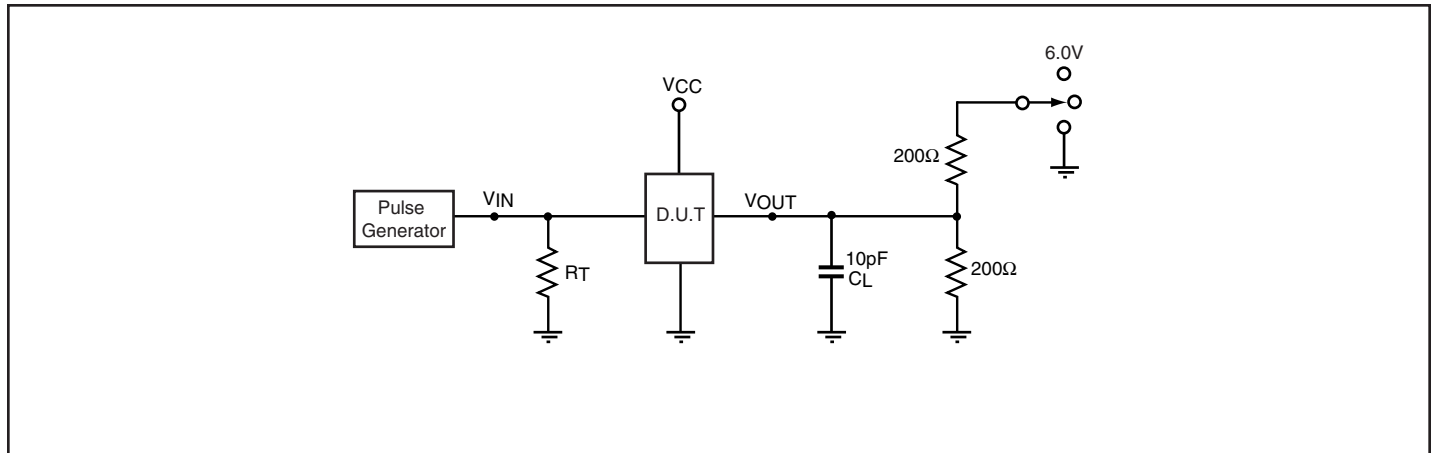 6.0V
VCC
200Ω
Pulse
Generator
VIN
D.U.T
VOUT
RT
10pF
CL
200Ω